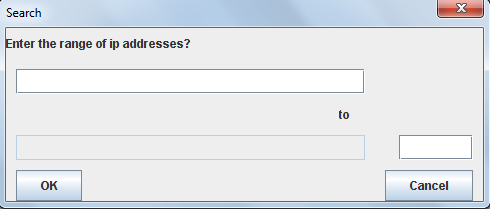 Search
Enter the range of ip addresses?
to
OK Cancel